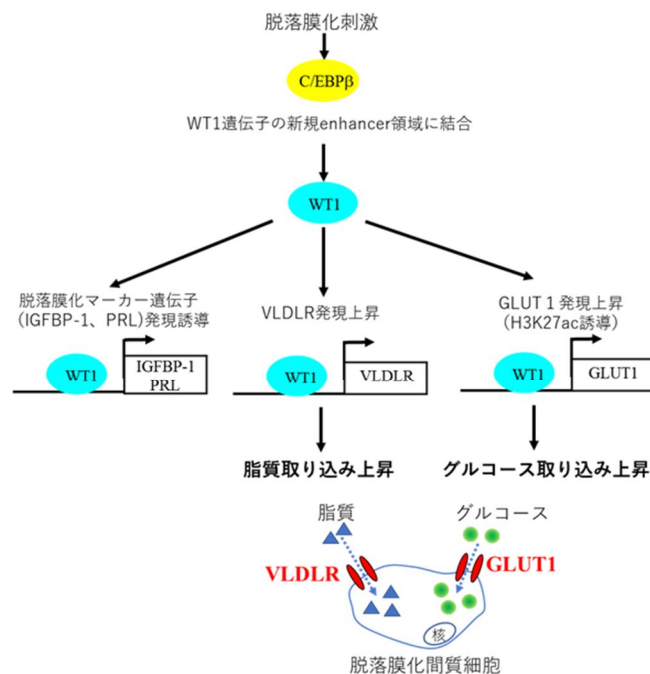 脱落膜化刺激
C/EBPβ
WT1遺伝子の新規enhancer領域に結合
WT1
脱落膜化マーカー遺伝子
(IGFBP-1、PRL)発現誘導
WT1
IGFBP-1
PRL
VLDLR発現上昇
WT1
VLDLR
GLUT１発現上昇
(H3K27ac誘導)
WT1
GLUT1
脂質取り込み上昇
グルコース取り込み上昇
脂質
グルコース
VLDLR
GLUT1
核
脱落膜化間質細胞